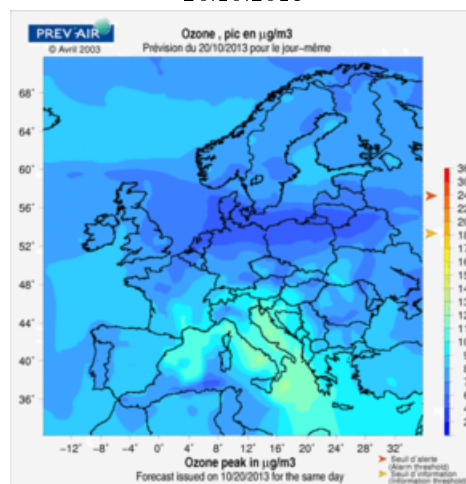 PREV'AIR
© Avril 2003
Ozone , pic en µg/m3
Prévision du 20/10/2013 pour le jour-même
68°
64°
60°
56°
52°
48°
44°
40°
36°
-12° -8° -4° 0° 4° 8° 12° 16° 20° 24° 28° 32°
Ozone peak in µg/m3
Forecast issued on 10/20/2013 for the same day
Seuil d'alerte
(Alarm threshold)
Seuil d'information
(Information threshold)